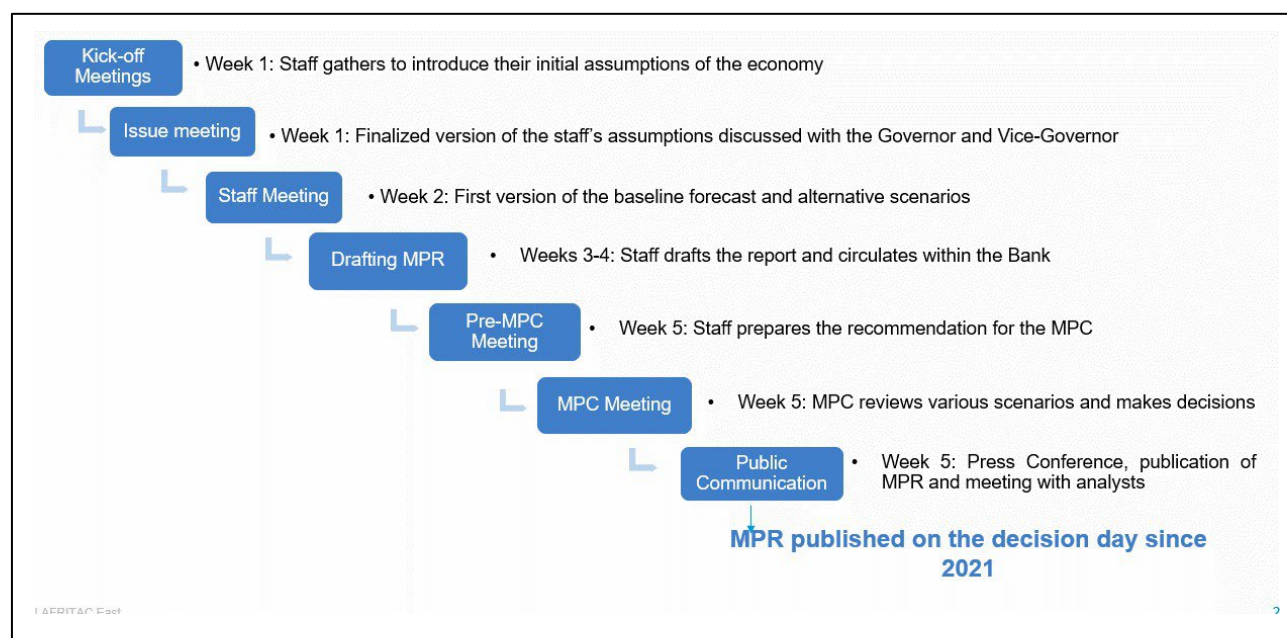 Kick-off
Meetings
• Week 1: Staff gathers to introduce their initial assumptions of the economy
Issue meeting
• Week 1: Finalized version of the staff's assumptions discussed with the Governor and Vice-Governor
Staff Meeting
• Week 2: First version of the baseline forecast and alternative scenarios
Drafting MPR
• Weeks 3-4: Staff drafts the report and circulates within the Bank
Pre-MPC
Meeting
• Week 5: Staff prepares the recommendation for the MPC
MPC Meeting
• Week 5: MPC reviews various scenarios and makes decisions
Public
Communication
• Week 5: Press Conference, publication of
MPR and meeting with analysts
MPR published on the decision day since
2021
AFRITAC East
2